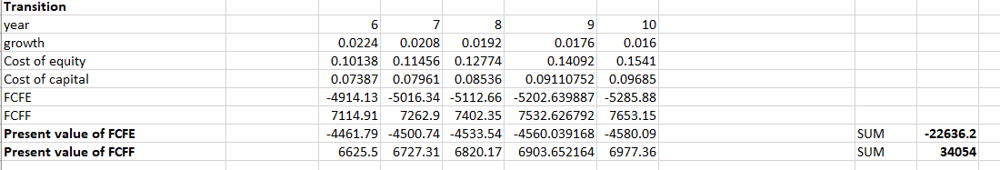 Transition
year 6 7 8 9 10
growth 0.0224 0.0208 0.0192 0.0176 0.016
Cost of equity 0.10138 0.11456 0.12774 0.14092 0.1541
Cost of capital 0.07387 0.07961 0.08536 0.09110752 0.09685
FCFE -4914.13 -5016.34 -5112.66 -5202.639887 -5285.88
FCFF 7114.91 7262.9 7402.35 7532.626792 7653.15
Present value of FCFE -4461.79 -4500.74 -4533.54 -4560.039168 -4580.09 SUM -22636.2
Present value of FCFF 6625.5 6727.31 6820.17 6903.652164 6977.36 SUM 34054